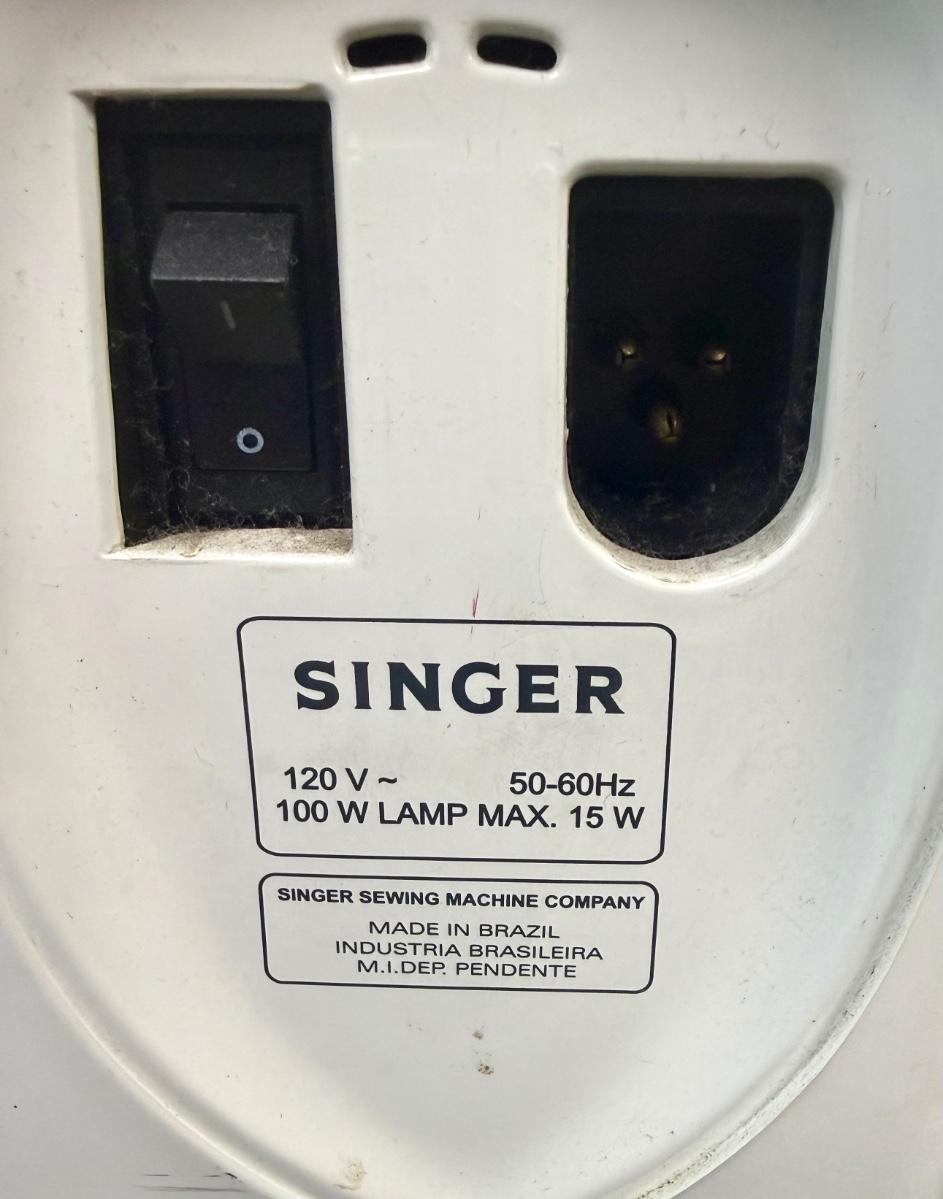 SINGER
120 V ~ 50-60Hz
100 W LAMP MAX. 15 W
SINGER SEWING MACHINE COMPANY
MADE IN BRAZIL
INDUSTRIA BRASILEIRA
M.I.DEP. PENDENTE